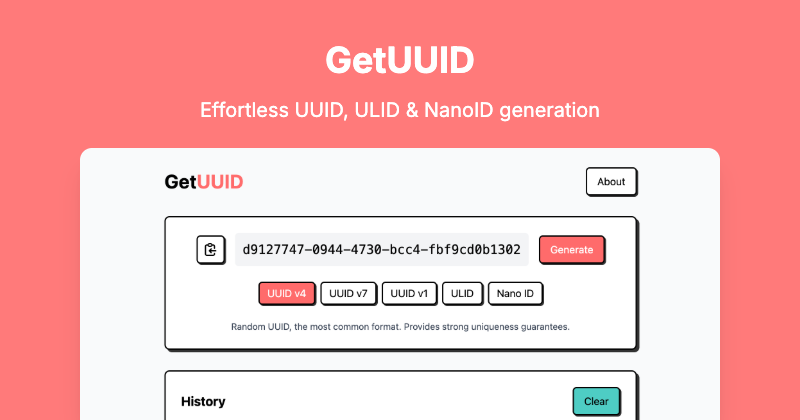 GetUUID
Effortless UUID, ULID & NanoID generation
GetUUID
About
d9127747-0944-4730-bcc4-fbf9cd0b1302
Generate
UUID v4 UUID v7 UUID v1 ULID Nano ID
Random UUID, the most common format. Provides strong uniqueness guarantees.
History
Clear